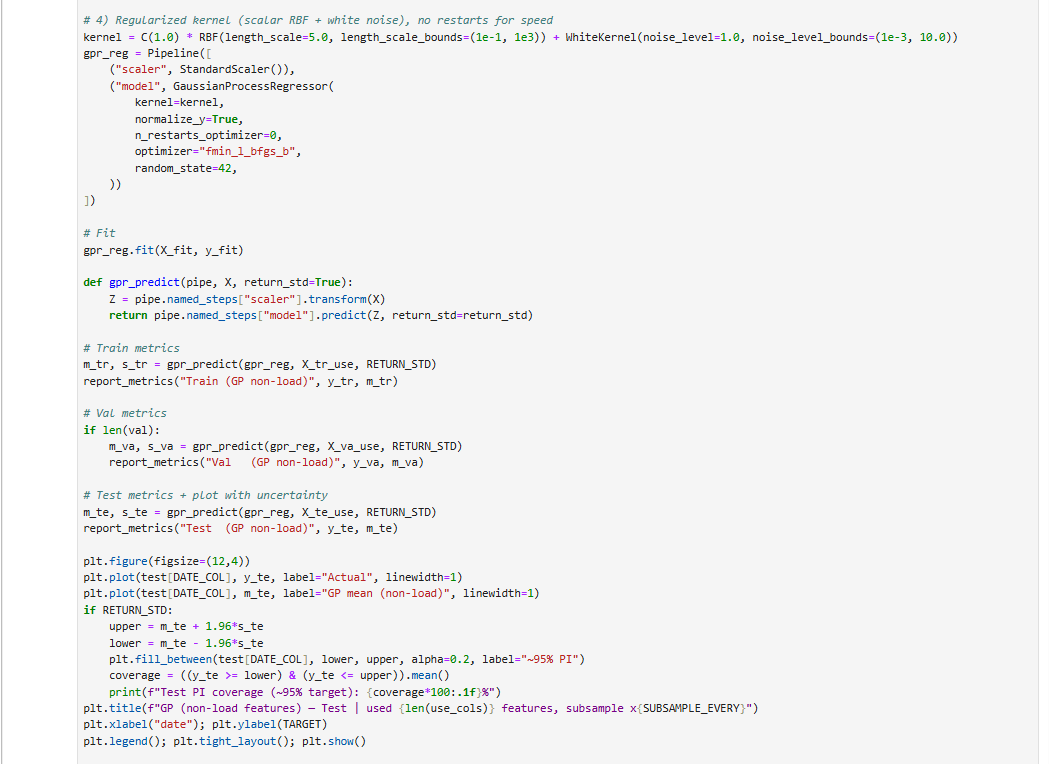 # 4) Regularized kernel (scalar RBF + white noise), no restarts for speed
kernel = C(1.0) * RBF(length_scale=5.0, length_scale_bounds=(1e-1, 1e3)) + WhiteKernel(noise_level=1.0, noise_level_bounds=(1e-3, 10.0))
gpr_reg = Pipeline([
    ("scaler", StandardScaler()),
    ("model", GaussianProcessRegressor(
        kernel=kernel,
        normalize_y=True,
        n_restarts_optimizer=0,
        optimizer="fmin_l_bfgs_b",
        random_state=42,
    ))
])

# Fit
gpr_reg.fit(X_fit, y_fit)

def gpr_predict(pipe, X, return_std=True):
    Z = pipe.named_steps["scaler"].transform(X)
    return pipe.named_steps["model"].predict(Z, return_std=return_std)

# Train metrics
m_tr, s_tr = gpr_predict(gpr_reg, X_tr_use, RETURN_STD)
report_metrics("Train (GP non-load)", y_tr, m_tr)

# Val metrics
if len(val):
    m_va, s_va = gpr_predict(gpr_reg, X_va_use, RETURN_STD)
    report_metrics("Val   (GP non-load)", y_va, m_va)

# Test metrics + plot with uncertainty
m_te, s_te = gpr_predict(gpr_reg, X_te_use, RETURN_STD)
report_metrics("Test  (GP non-load)", y_te, m_te)

plt.figure(figsize=(12,4))
plt.plot(test[DATE_COL], y_te, label="Actual", linewidth=1)
plt.plot(test[DATE_COL], m_te, label="GP mean (non-load)", linewidth=1)
if RETURN_STD:
    upper = m_te + 1.96*s_te
    lower = m_te - 1.96*s_te
    plt.fill_between(test[DATE_COL], lower, upper, alpha=0.2, label="~95% PI")
    coverage = ((y_te >= lower) & (y_te <= upper)).mean()
    print(f"Test PI coverage (~95% target): {coverage*100:.1f}%")
plt.title(f"GP (non-load features) — Test | used {len(use_cols)} features, subsample x{SUBSAMPLE_EVERY}")
plt.xlabel("date"); plt.ylabel(TARGET)
plt.legend(); plt.tight_layout(); plt.show()